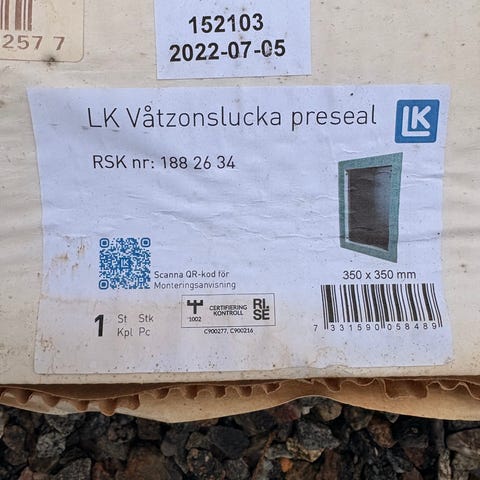 257 7
152103
2022-07-05
LK Våtzonslucka preseal
LK
RSK nr: 188 26 34
Scanna QR-kod för
Monteringsanvisning
350 x 350 mm
1 St Stk
Kpl Pc
1002
CERTIFIERING
KONTROLL
RI.
SE
C900277, C900216
7 331590 058489